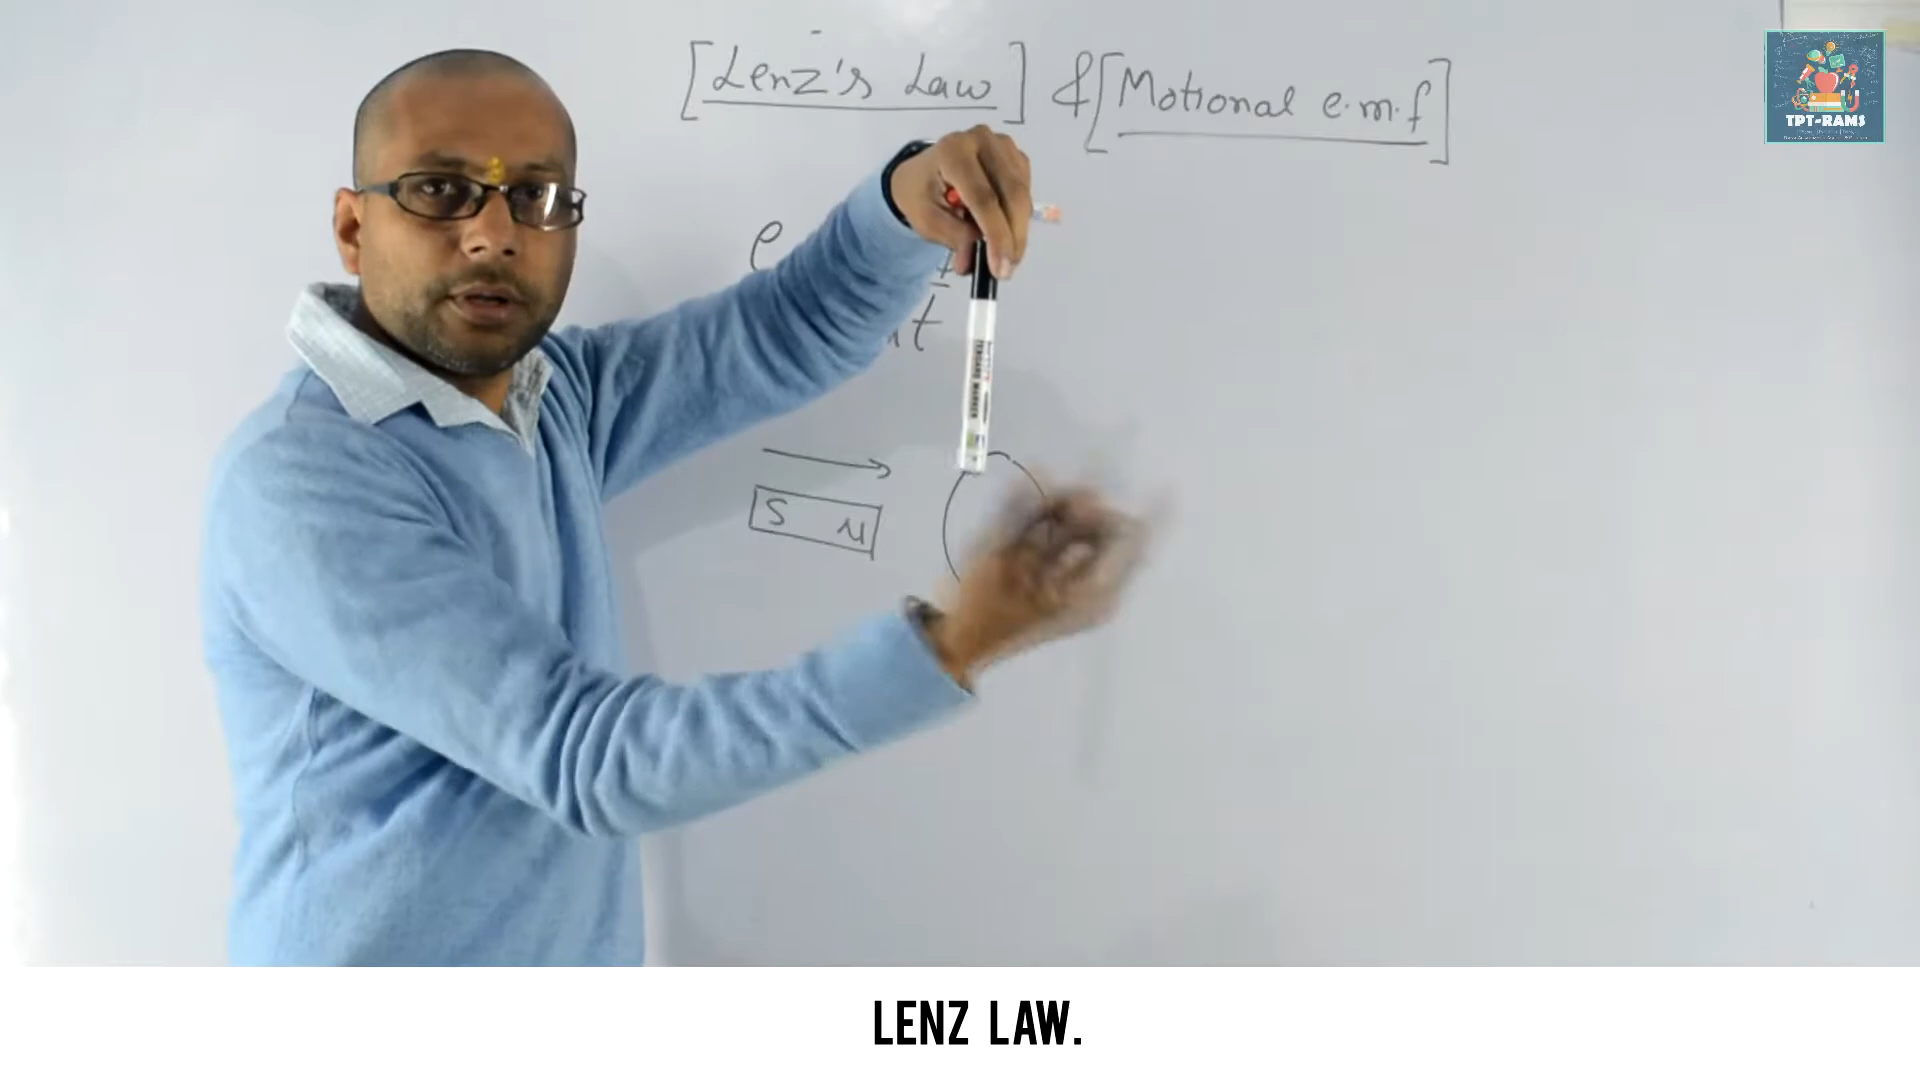 [Lenz's Law] & [Motional e.m.f]
TPT-RAMS
e
t
S N
LENZ LAW.